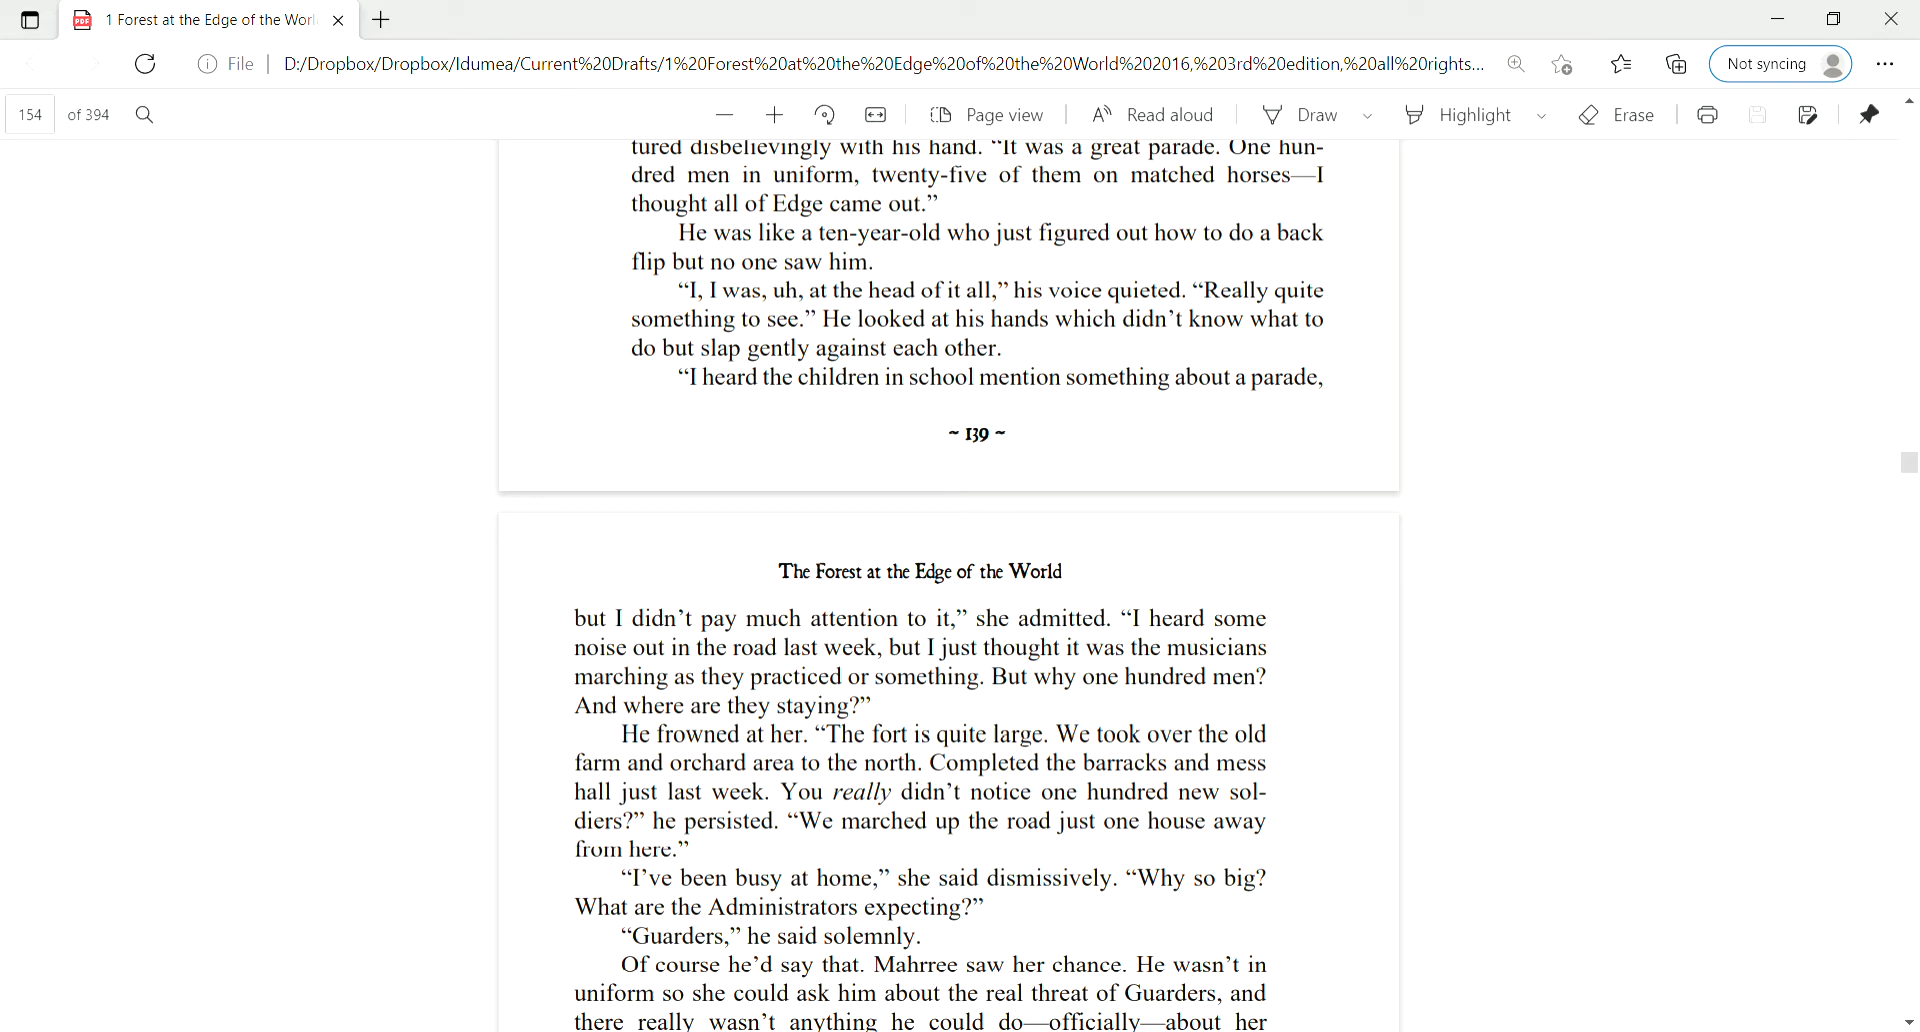 1 Forest at the Edge of the Worl
File
D:/Dropbox/Dropbox/Idumea/Current%20Drafts/1%20Forest%20at%20the%20Edge%20of%20the%20World%202016,%203rd%20edition,%20all%20rights...
Not syncing
154 of 394
Page view
Read aloud
Draw
Highlight
Erase
tured disbelievingly with his hand. “It was a great parade. One hun-
dred men in uniform, twenty-five of them on matched horses—I
thought all of Edge came out.”
He was like a ten-year-old who just figured out how to do a back
flip but no one saw him.
“I, I was, uh, at the head of it all,” his voice quieted. “Really quite
something to see.” He looked at his hands which didn’t know what to
do but slap gently against each other.
“I heard the children in school mention something about a parade,
~ 139 ~
The Forest at the Edge of the World
but I didn’t pay much attention to it,” she admitted. “I heard some
noise out in the road last week, but I just thought it was the musicians
marching as they practiced or something. But why one hundred men?
And where are they staying?”
He frowned at her. “The fort is quite large. We took over the old
farm and orchard area to the north. Completed the barracks and mess
hall just last week. You really didn’t notice one hundred new sol-
diers?” he persisted. “We marched up the road just one house away
from here.”
“I’ve been busy at home,” she said dismissively. “Why so big?
What are the Administrators expecting?”
“Guarders,” he said solemnly.
Of course he’d say that. Mahrree saw her chance. He wasn’t in
uniform so she could ask him about the real threat of Guarders, and
there really wasn’t anything he could do—officially—about her